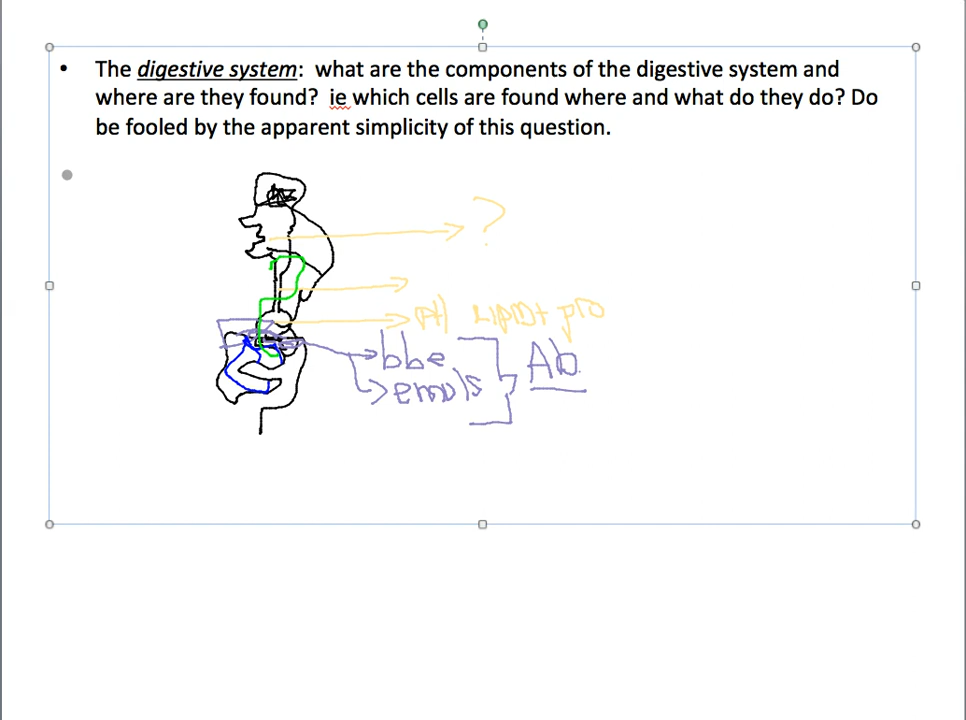 • The digestive system: what are the components of the digestive system and
where are they found? ie which cells are found where and what do they do? Do
be fooled by the apparent simplicity of this question.
?
Lipid + pro
bbe
emuls
Ab